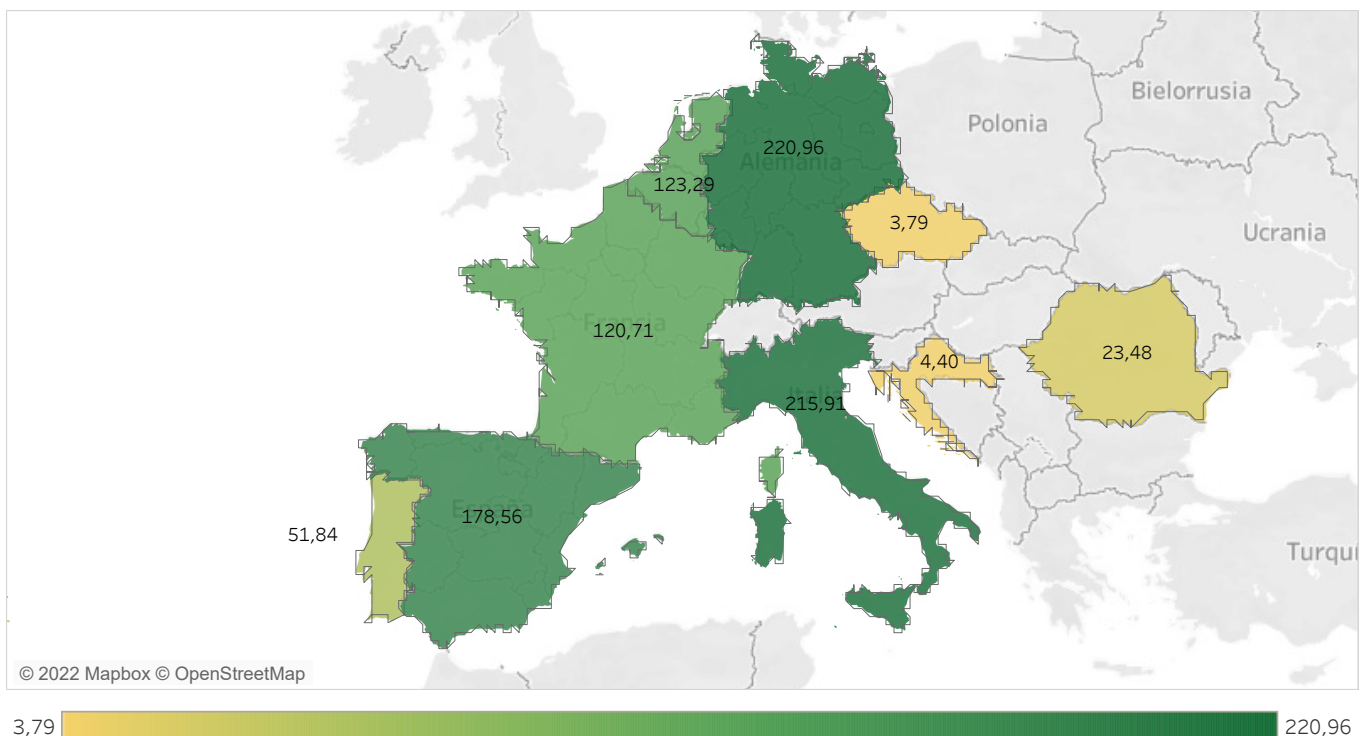 Bielorrusia
Polonia
220,96
Alemania
123,29
3,79
Ucrania
Francia
120,71
23,48
4,40
Italia
215,91
España
178,56
51,84
Turquí
© 2022 Mapbox © OpenStreetMap
3,79
220,96